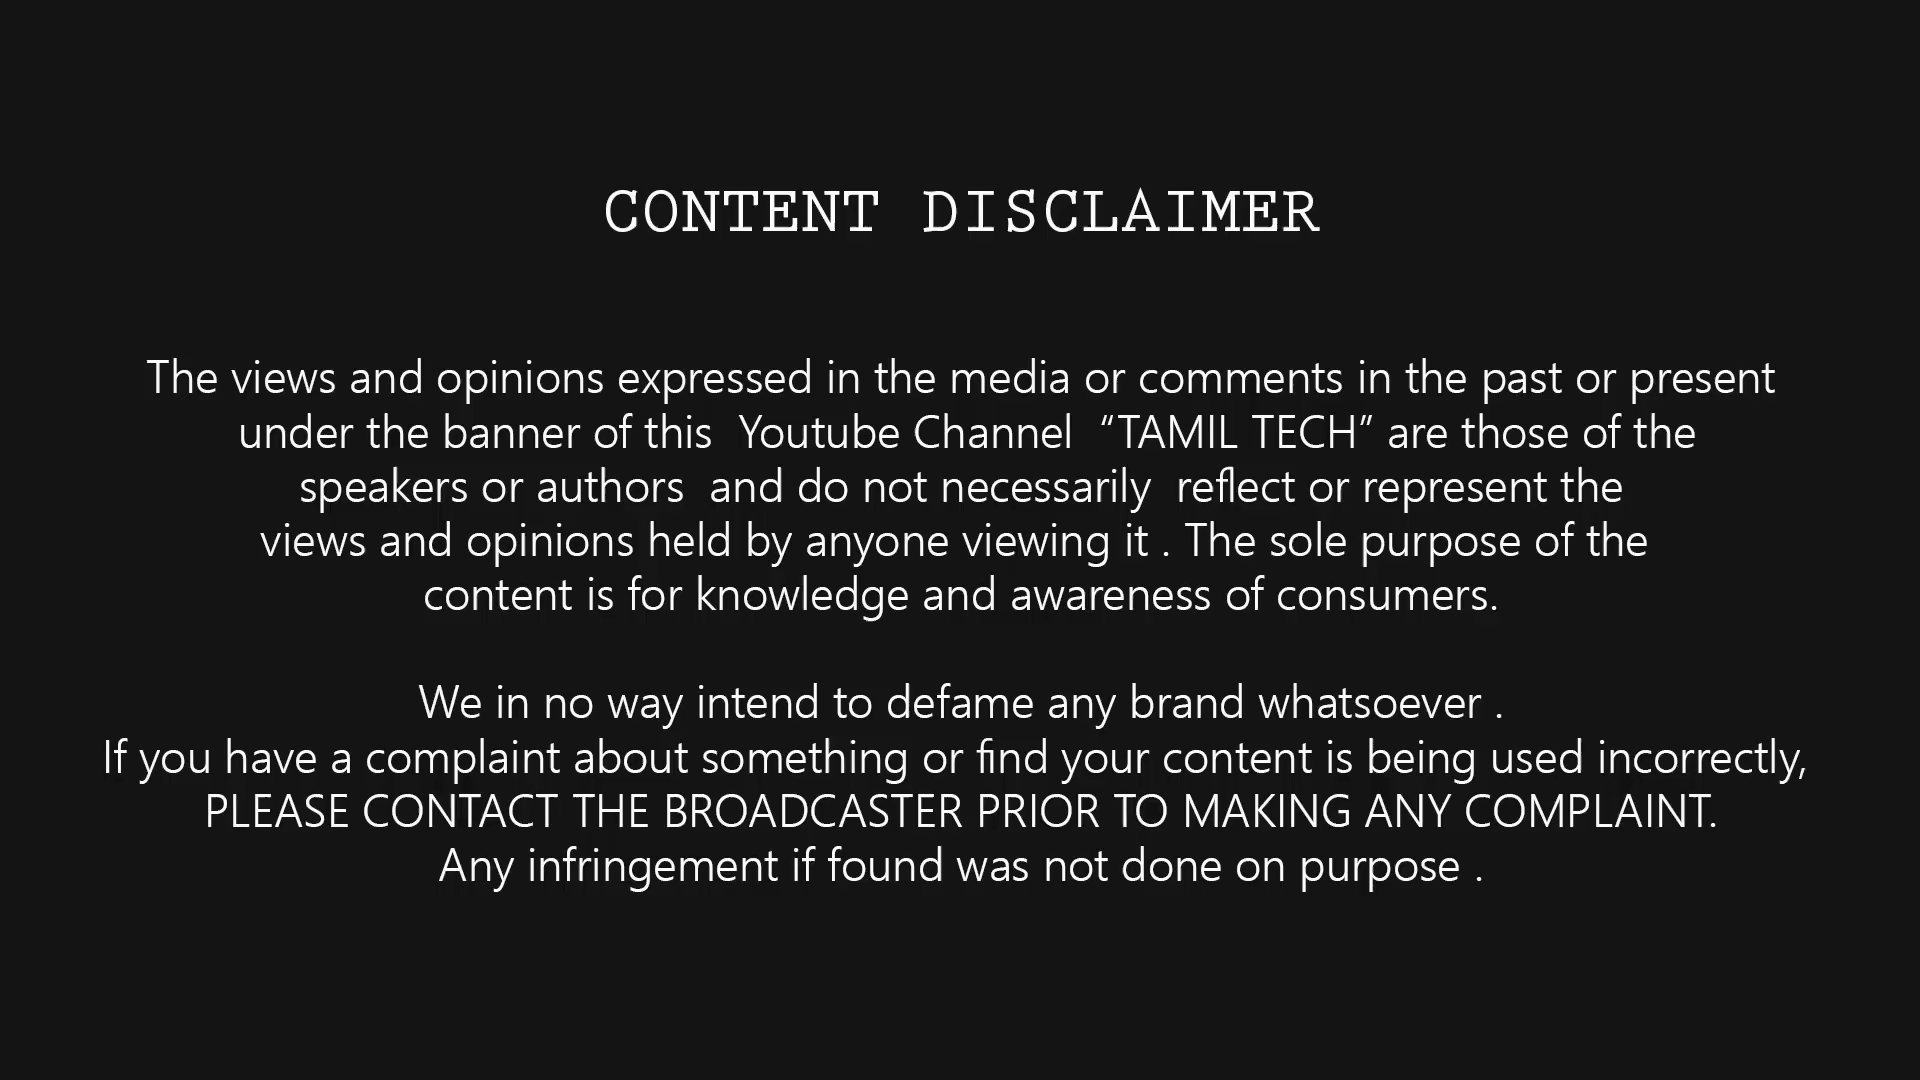 CONTENT DISCLAIMER
The views and opinions expressed in the media or comments in the past or present
under the banner of this  Youtube Channel  “TAMIL TECH” are those of the
speakers or authors  and do not necessarily  reflect or represent the
views and opinions held by anyone viewing it . The sole purpose of the
content is for knowledge and awareness of consumers.
We in no way intend to defame any brand whatsoever .
If you have a complaint about something or find your content is being used incorrectly,
PLEASE CONTACT THE BROADCASTER PRIOR TO MAKING ANY COMPLAINT.
Any infringement if found was not done on purpose .